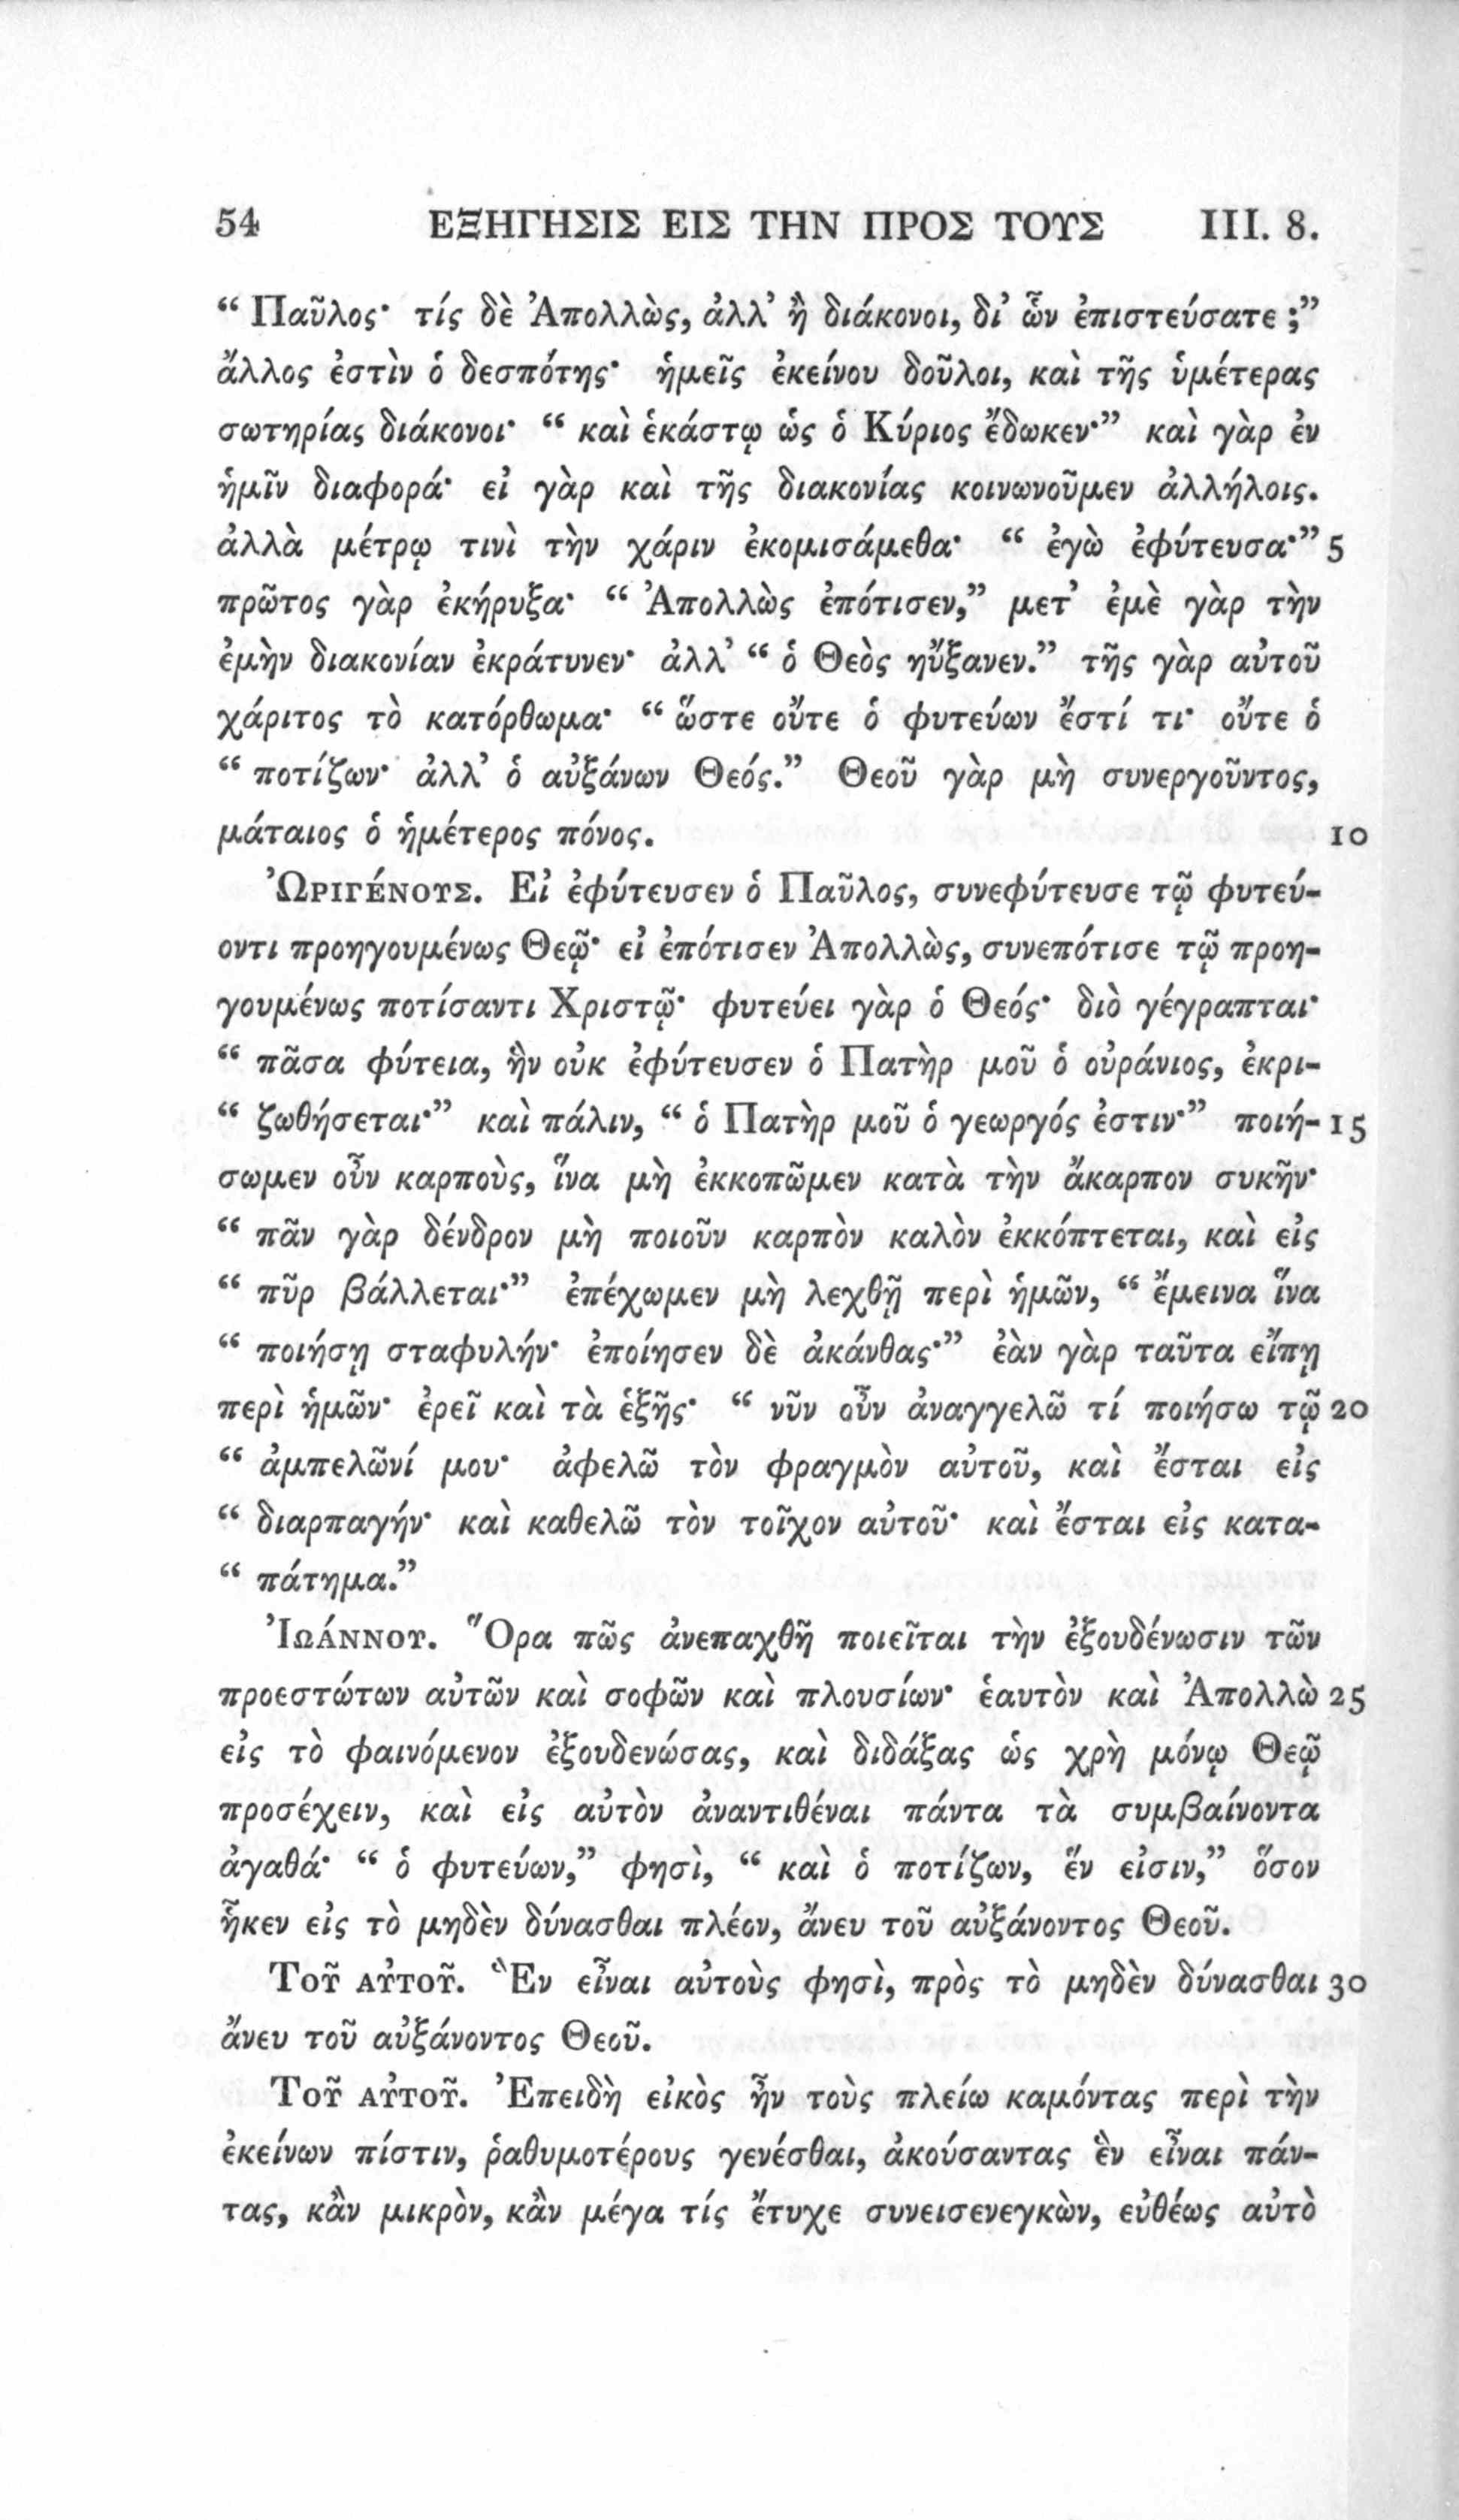 54 ΕΞΗΓΗΣΙΣ ΕΙΣ ΤΗΝ ΠΡΟΣ ΤΟΥΣ III. 8.
“ Παῦλος· τίς δὲ Ἀπολλὼς, ἀλλ’ ἢ διάκονοι, δι’ ὧν ἐπιστεύσατε ;”
ἄλλος ἐστὶν ὁ δεσπότης· ἡμεῖς ἐκείνου δοῦλοι, καὶ τῆς ὑμέτερας
σωτηρίας διάκονοι· “ καὶ ἑκάστῳ ὡς ὁ Κύριος ἔδωκεν·” καὶ γὰρ ἐν
ἡμῖν διαφορά· εἰ γὰρ καὶ τῆς διακονίας κοινωνοῦμεν ἀλλήλοις.
ἀλλὰ μέτρῳ τινὶ τὴν χάριν ἐκομισάμεθα· “ ἐγὼ ἐφύτευσα·” 5
πρῶτος γὰρ ἐκήρυξα· “ Ἀπολλὼς ἐπότισεν,” μετ’ ἐμὲ γὰρ τὴν
ἐμὴν διακονίαν ἐκράτυνεν· ἀλλ’ “ ὁ Θεὸς ηὔξανεν.” τῆς γὰρ αὐτοῦ
χάριτος τὸ κατόρθωμα· “ ὥστε οὔτε ὁ φυτεύων ἔστί τι· οὔτε ὁ
“ ποτίζων· ἀλλ’ ὁ αὐξάνων Θεός.” Θεοῦ γὰρ μὴ συνεργοῦντος,
μάταιος ὁ ἡμέτερος πόνος. 10
Ὠριγένους. Εἰ ἐφύτευσεν ὁ Παῦλος, συνεφύτευσε τῷ φυτεύ-
οντι προηγουμένως Θεῷ· εἰ ἐπότισεν Ἀπολλὼς, συνεπότισε τῷ προη-
γουμένως ποτίσαντι Χριστῷ· φυτεύει γὰρ ὁ Θεός· διὸ γέγραπται·
“ πᾶσα φύτεια, ἣν οὐκ ἐφύτευσεν ὁ Πατὴρ μοῦ ὁ οὐράνιος, ἐκρι-
“ ζωθήσεται·” καὶ πάλιν, “ ὁ Πατὴρ μοῦ ὁ γεωργός ἐστιν·” ποιή- 15
σωμεν οὖν καρποὺς, ἵνα μὴ ἐκκοπῶμεν κατὰ τὴν ἄκαρπον συκῆν·
“ πᾶν γὰρ δένδρον μὴ ποιοῦν καρπὸν καλὸν ἐκκόπτεται, καὶ εἰς
“ πῦρ βάλλεται·” ἐπέχωμεν μὴ λεχθῇ περὶ ἡμῶν, “ ἔμεινα ἵνα
“ ποιήσῃ σταφυλήν· ἐποίησεν δὲ ἀκάνθας·” ἐὰν γὰρ ταῦτα εἴπῃ
περὶ ἡμῶν· ἐρεῖ καὶ τὰ ἑξῆς· “ νῦν οὖν ἀναγγελῶ τί ποιήσω τῷ 20
“ ἀμπελῶνί μου· ἀφελῶ τὸν φραγμὸν αὐτοῦ, καὶ ἔσται εἰς
“ διαρπαγήν· καὶ καθελῶ τὸν τοῖχον αὐτοῦ· καὶ ἔσται εἰς κατα-
“ πάτημα.”
Ἰωάννου. Ὅρα πῶς ἀνεπαχθῆ ποιεῖται τὴν ἐξουδένωσιν τῶν
προεστώτων αὐτῶν καὶ σοφῶν καὶ πλουσίων· ἑαυτὸν καὶ Ἀπολλὼ 25
εἰς τὸ φαινόμενον ἐξουδενώσας, καὶ διδάξας ὡς χρὴ μόνῳ Θεῷ
προσέχειν, καὶ εἰς αὐτὸν ἀναντιθέναι πάντα τὰ συμβαίνοντα
ἀγαθά· “ ὁ φυτεύων,” φησὶ, “ καὶ ὁ ποτίζων, ἕν εἰσιν,” ὅσον
ἧκεν εἰς τὸ μηδὲν δύνασθαι πλέον, ἄνευ τοῦ αὐξάνοντος Θεοῦ.
Τοῦ αὐτοῦ. Ἓν εἶναι αὐτοὺς φησὶ, πρὸς τὸ μηδὲν δύνασθαι 30
ἄνευ τοῦ αὐξάνοντος Θεοῦ.
Τοῦ αὐτοῦ. Ἐπειδὴ εἰκὸς ἦν τοὺς πλείω καμόντας περὶ τὴν
ἐκείνων πίστιν, ῥαθυμοτέρους γενέσθαι, ἀκούσαντας ἓν εἶναι πάν-
τας, κἂν μικρὸν, κἂν μέγα τίς ἔτυχε συνεισενεγκὼν, εὐθέως αὐτὸ